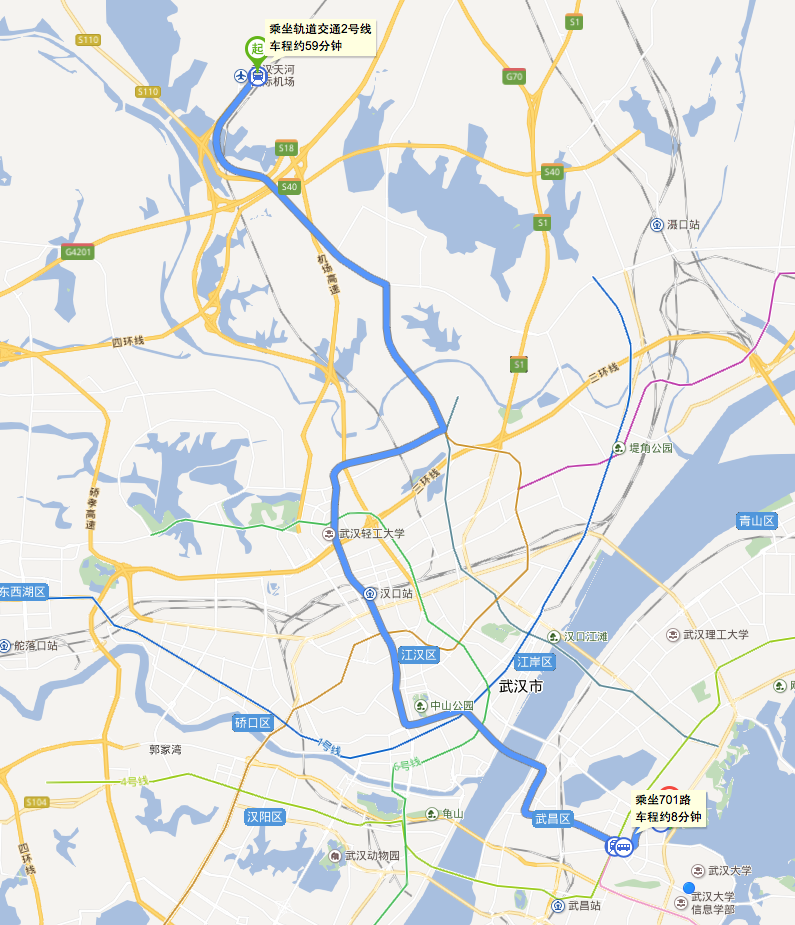 S110
起
乘坐轨道交通2号线
车程约59分钟
S1
汉天河
际机场
G70
S110
S18
S40
S40
S1
滠口站
G4201
机场高速
四环线
S1
三环线
堤角公园
三环线
硚孝高速
武汉轻工大学
青山区
东西湖区
汉口站
舵落口站
江汉区
汉口江滩
武汉理工大学
江岸区
武汉市
中山公园
硚口区
1号线
郭家湾
6号线
4号线
S104
汉阳区
龟山
武昌区
乘坐701路
车程约8分钟
四环线
武汉动物园
武汉大学
武昌站
武汉大学
信息学部